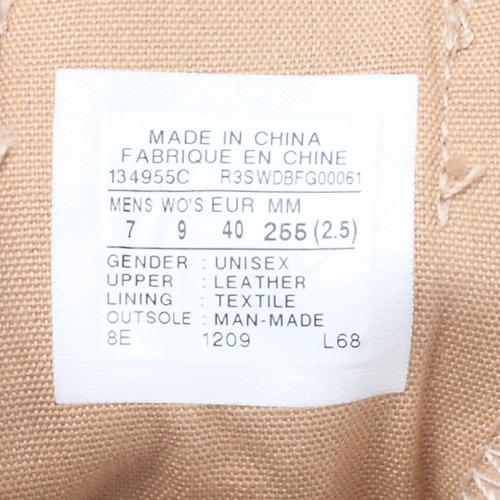 MADE IN CHINA
FABRIQUE EN CHINE
134955C R3SWDBFG00061
MENS WO'S EUR MM
7 9 40 255 (2.5)
GENDER : UNISEX
UPPER : LEATHER
LINING : TEXTILE
OUTSOLE : MAN-MADE
8E 1209 L68